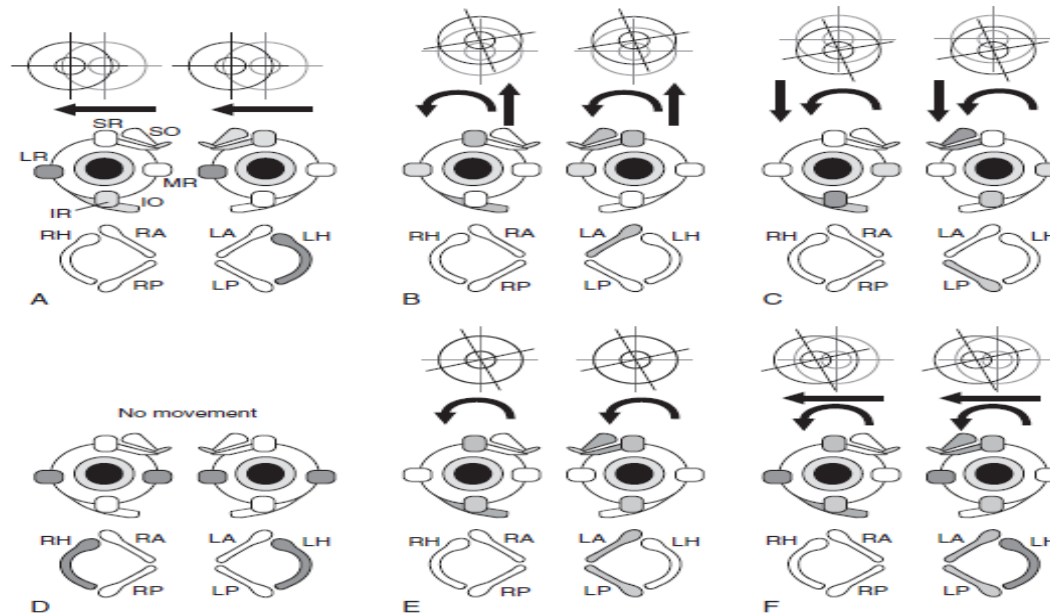 SR SO
LR MR
IR IO
RH RA LA LH
RP LP
A
RH RA LA LH
RP LP
B
RH RA LA LH
RP LP
C
No movement
RH RA LA LH
RP LP
D
RH RA LA LH
RP LP
E
RH RA LA LH
RP LP
F